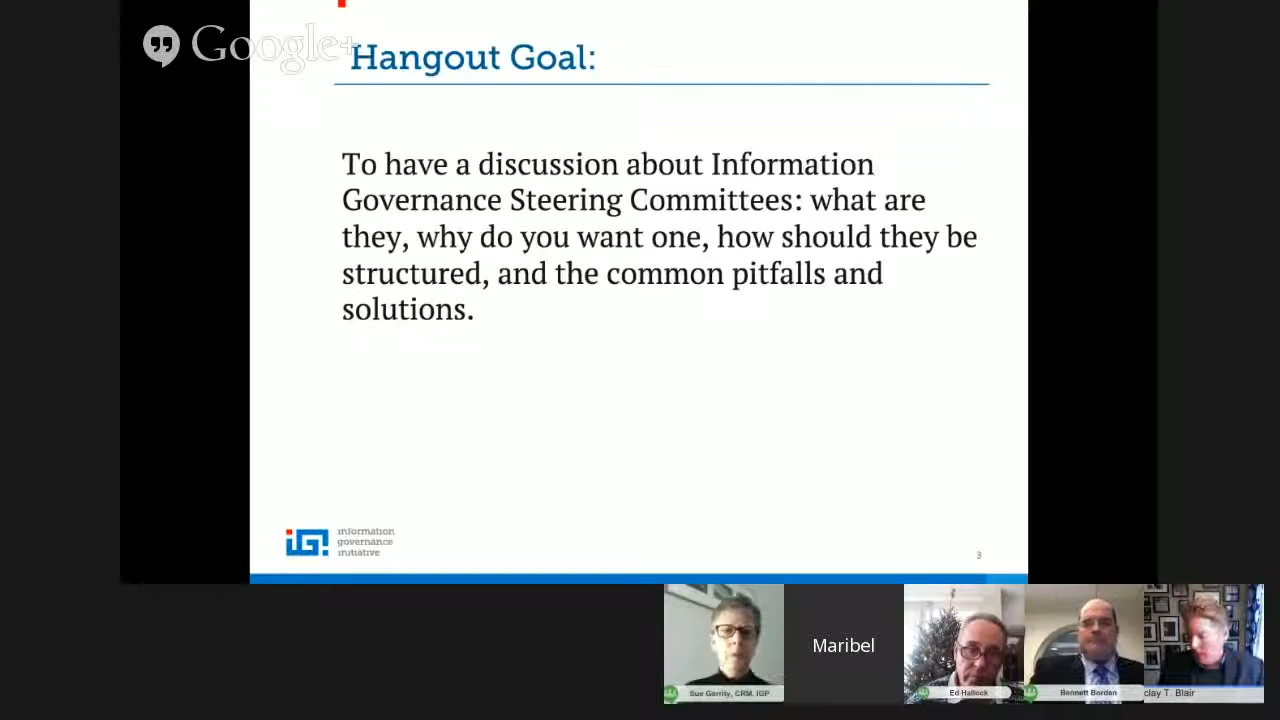 Google+
Hangout Goal:
To have a discussion about Information
Governance Steering Committees: what are
they, why do you want one, how should they be
structured, and the common pitfalls and
solutions.
iGi
information
governance
initiative
3
Maribel
Sue Gerrity, CRM. IGP
Ed Hallock
Bennett Borden
clay T. Blair